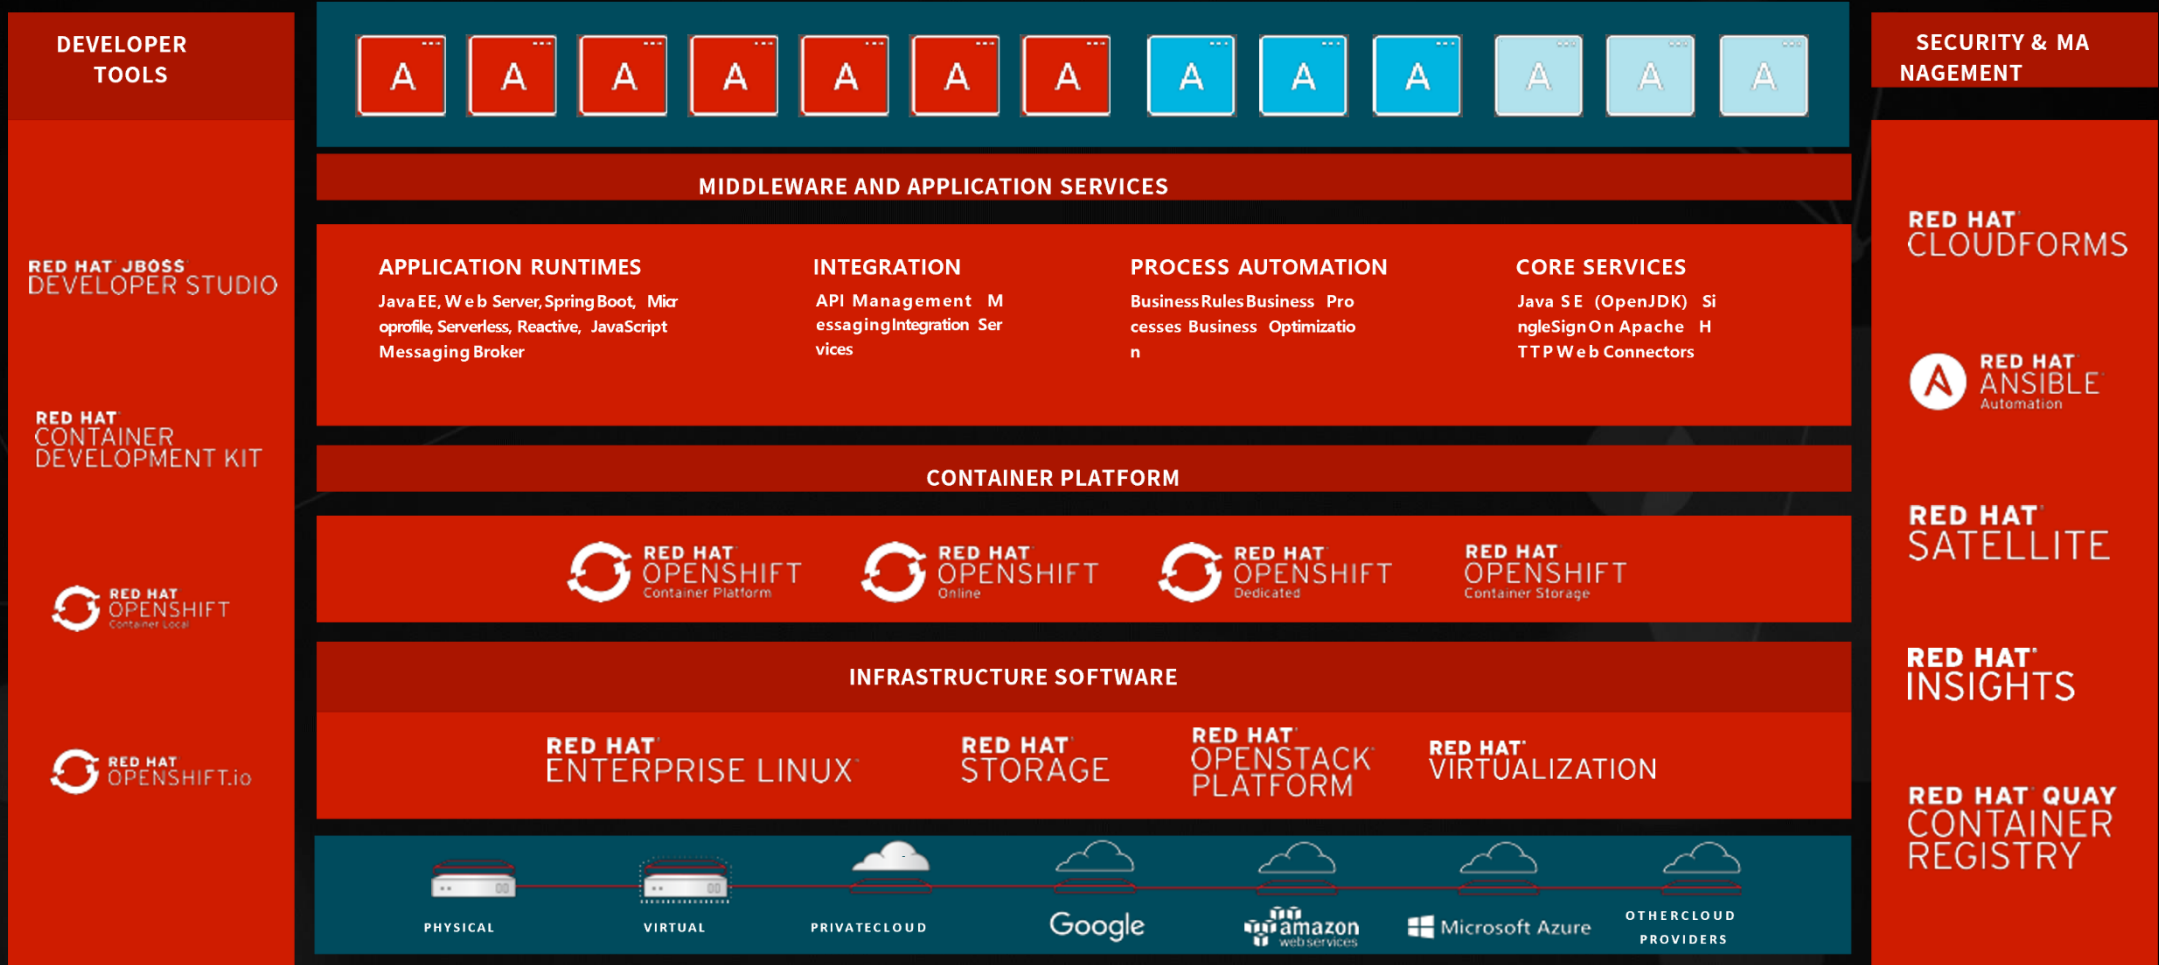 DEVELOPER
TOOLS
RED HAT JBOSS
DEVELOPER STUDIO
RED HAT
CONTAINER
DEVELOPMENT KIT
RED HAT
OPENSHIFT
Container Local
RED HAT
OPENSHIFT.io
A A A A A A A A A A A A A
MIDDLEWARE AND APPLICATION SERVICES
APPLICATION RUNTIMES
Java EE, Web Server, Spring Boot, Micr
oprofile, Serverless, Reactive, JavaScript
Messaging Broker
INTEGRATION
API Management M
essagingIntegration Ser
vices
PROCESS AUTOMATION
Business Rules Business Pro
cesses Business Optimizatio
n
CORE SERVICES
Java SE (OpenJDK) Si
ngleSign On Apache H
TTP Web Connectors
CONTAINER PLATFORM
RED HAT
OPENSHIFT
Container Platform
RED HAT
OPENSHIFT
Online
RED HAT
OPENSHIFT
Dedicated
RED HAT
OPENSHIFT
Container Storage
INFRASTRUCTURE SOFTWARE
RED HAT
ENTERPRISE LINUX
RED HAT
STORAGE
RED HAT
OPENSTACK
PLATFORM
RED HAT
VIRTUALIZATION
PHYSICAL
VIRTUAL
PRIVATECLOUD
Google
amazon
web services
Microsoft Azure
OTHERCLOUD
PROVIDERS
SECURITY & MA
NAGEMENT
RED HAT
CLOUDFORMS
RED HAT
ANSIBLE
Automation
RED HAT
SATELLITE
RED HAT
INSIGHTS
RED HAT QUAY
CONTAINER
REGISTRY